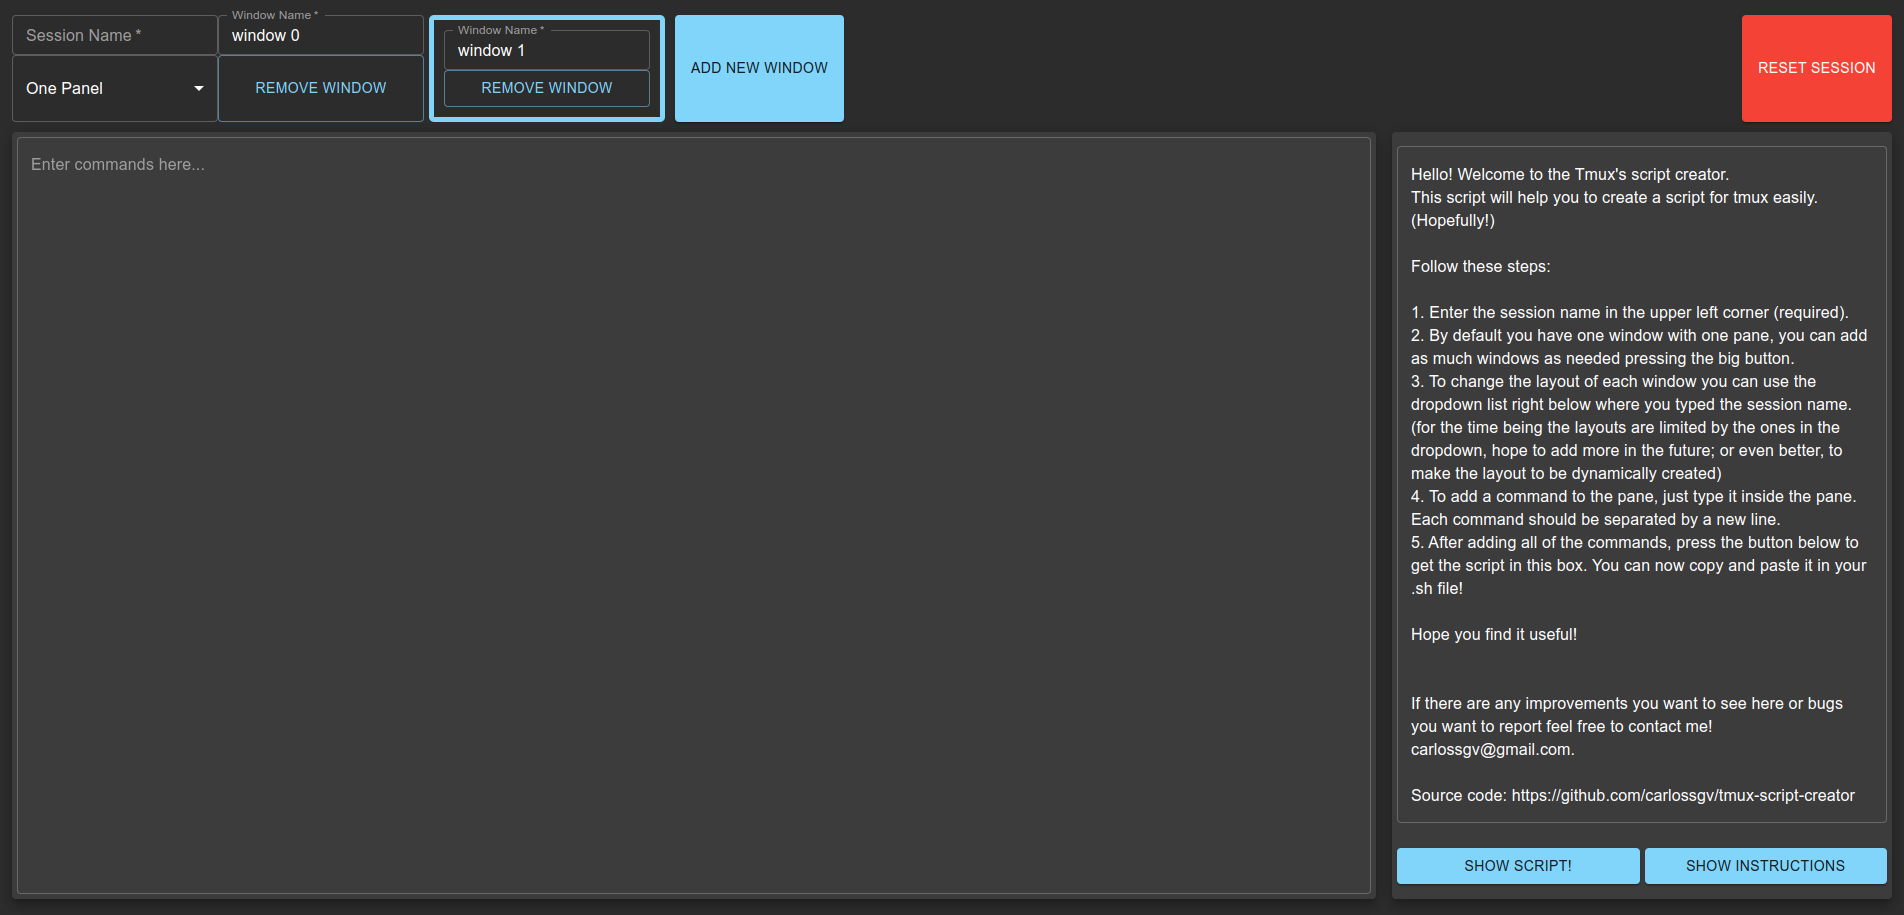 Session Name *
One Panel
Window Name *
window 0
REMOVE WINDOW
Window Name *
window 1
REMOVE WINDOW
ADD NEW WINDOW
RESET SESSION
Enter commands here...
Hello! Welcome to the Tmux's script creator.
This script will help you to create a script for tmux easily.
(Hopefully!)
Follow these steps:
1. Enter the session name in the upper left corner (required).
2. By default you have one window with one pane, you can add
as much windows as needed pressing the big button.
3. To change the layout of each window you can use the
dropdown list right below where you typed the session name.
(for the time being the layouts are limited by the ones in the
dropdown, hope to add more in the future; or even better, to
make the layout to be dynamically created)
4. To add a command to the pane, just type it inside the pane.
Each command should be separated by a new line.
5. After adding all of the commands, press the button below to
get the script in this box. You can now copy and paste it in your
.sh file!
Hope you find it useful!
If there are any improvements you want to see here or bugs
you want to report feel free to contact me!
carlossgv@gmail.com.
Source code: https://github.com/carlossgv/tmux-script-creator
SHOW SCRIPT!
SHOW INSTRUCTIONS